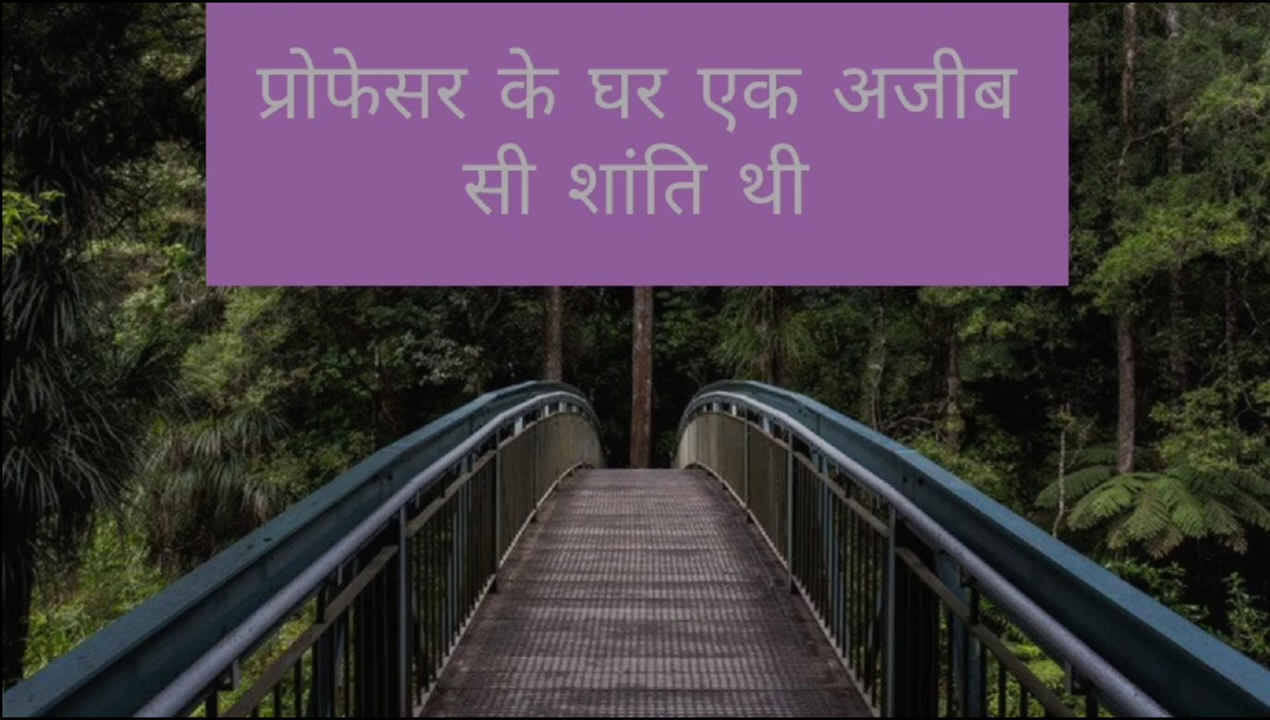 प्रोफेसर के घर एक अजीब
सी शांति थी